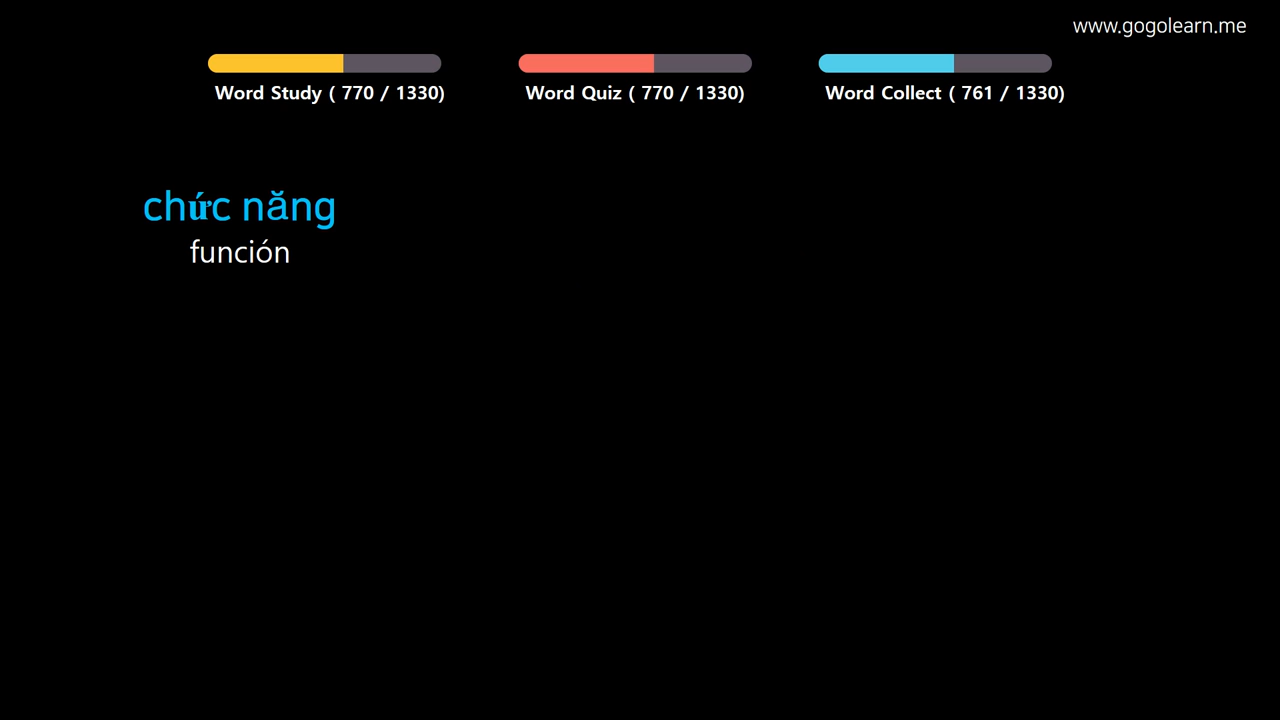 www.gogolearn.me
Word Study ( 770 / 1330)
Word Quiz ( 770 / 1330)
Word Collect ( 761 / 1330)
chức năng
función